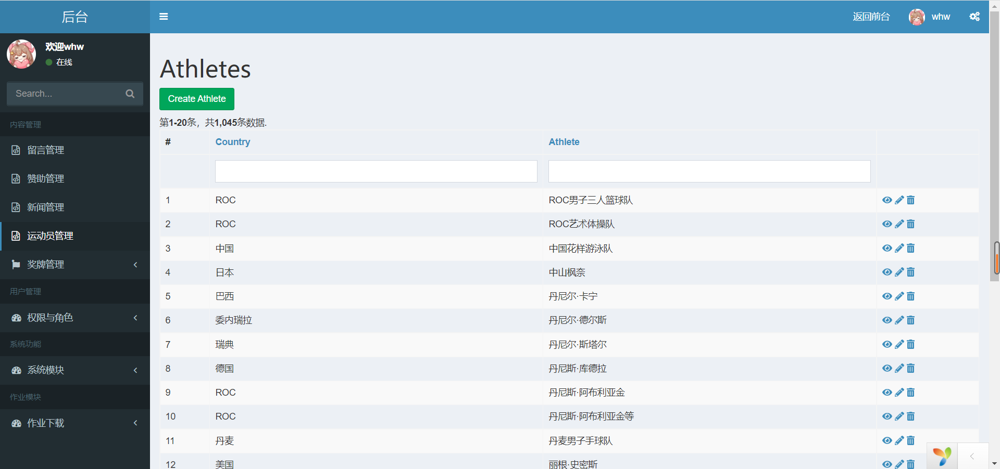 后台
返回前台
whw
欢迎whw
在线
Search...
内容管理
留言管理
赞助管理
新闻管理
运动员管理
奖牌管理
用户管理
权限与角色
系统功能
系统模块
作业模块
作业下载
Athletes
Create Athlete
第1-20条，共1,045条数据.
# Country Athlete
1 ROC ROC男子三人篮球队
2 ROC ROC艺术体操队
3 中国 中国花样游泳队
4 日本 中山枫奈
5 巴西 丹尼尔·卡宁
6 委内瑞拉 丹尼尔·德尔斯
7 瑞典 丹尼尔·斯塔尔
8 德国 丹尼斯·库德拉
9 ROC 丹尼斯·阿布利亚金
10 ROC 丹尼斯·阿布利亚金等
11 丹麦 丹麦男子手球队
12 美国 丽根·史密斯